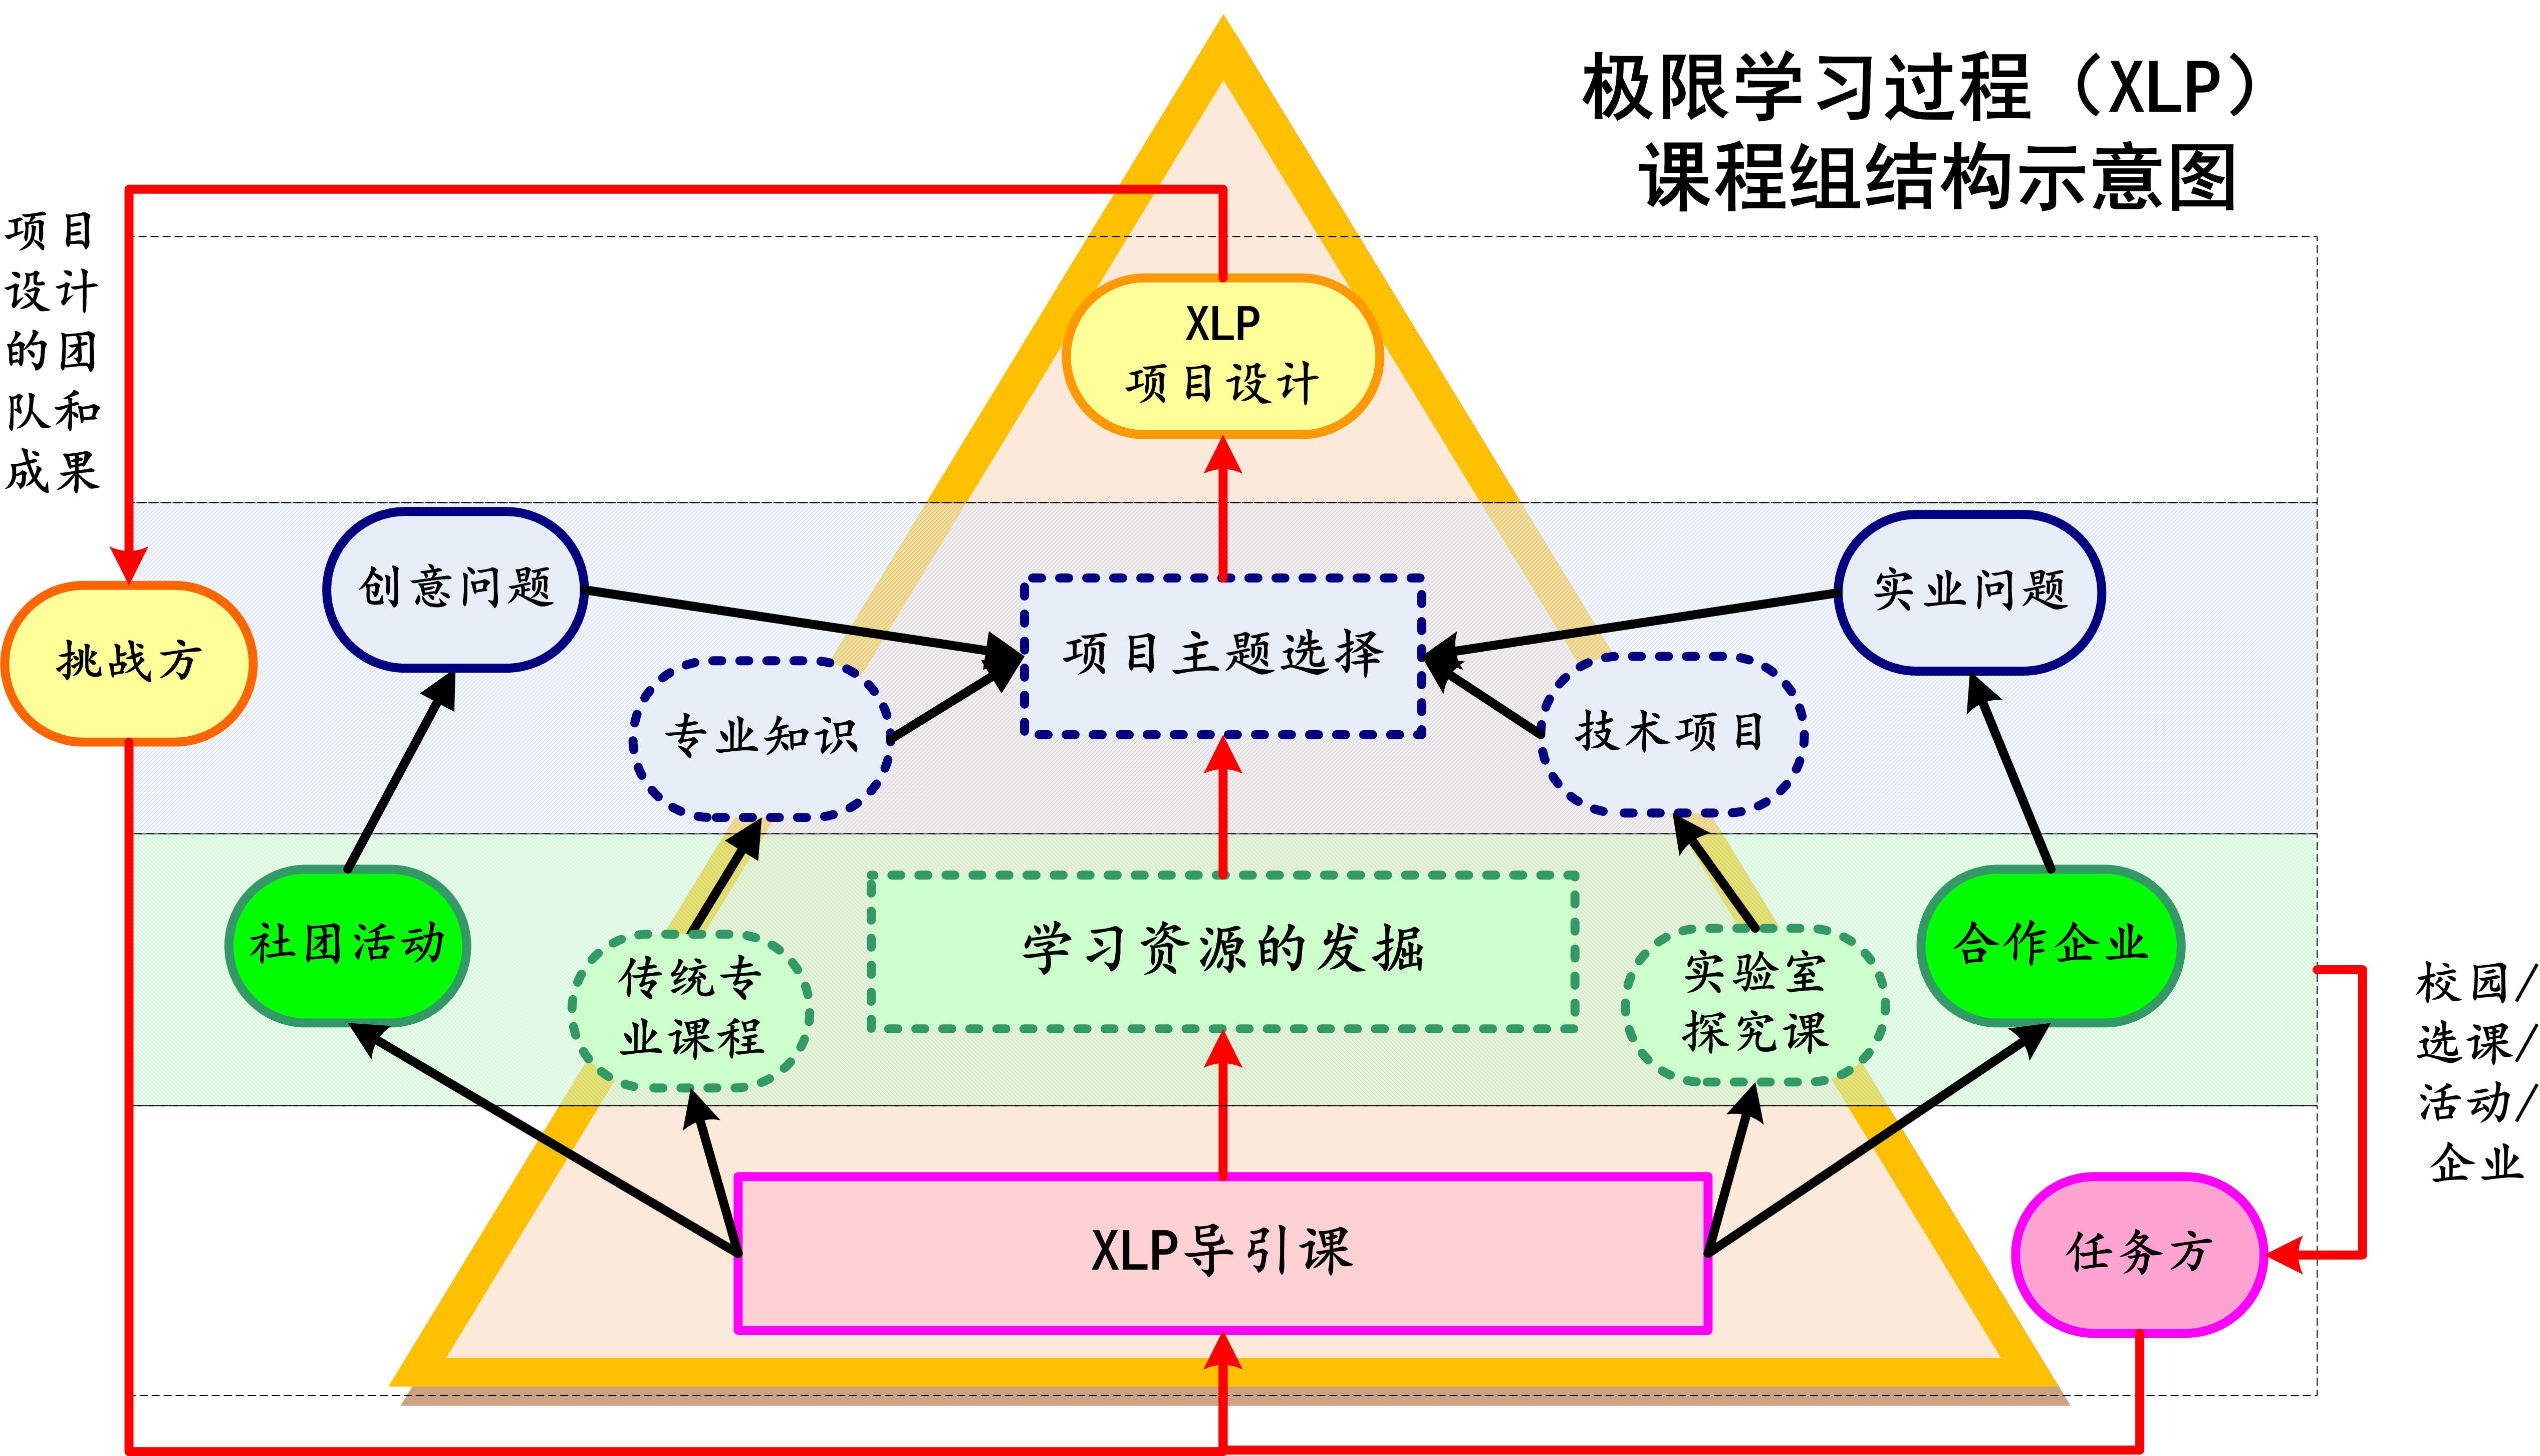 极限学习过程（XLP）
课程组结构示意图
项目
设计
的团
队和
成果
XLP
项目设计
创意问题
实业问题
挑战方
项目主题选择
专业知识
技术项目
社团活动
传统专
业课程
学习资源的发掘
实验室
探究课
合作企业
校园/
选课/
活动/
企业
XLP导引课
任务方